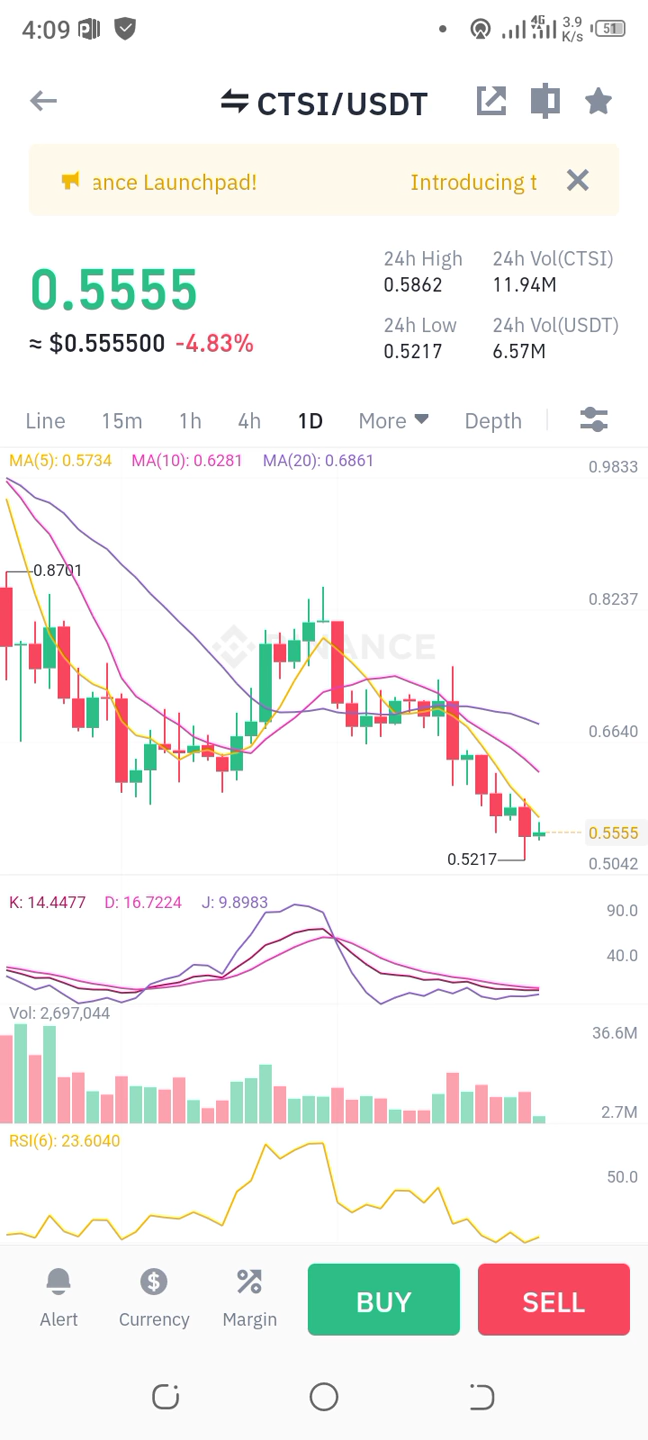 4:09
4G
3.9
K/s
51
CTSI/USDT
ance Launchpad!
Introducing t
0.5555
≈ $0.555500 -4.83%
24h High
0.5862
24h Vol(CTSI)
11.94M
24h Low
0.5217
24h Vol(USDT)
6.57M
Line 15m 1h 4h 1D More Depth
MA(5): 0.5734 MA(10): 0.6281 MA(20): 0.6861
0.9833
0.8701
0.8237
BINANCE
0.6640
0.5555
0.5217
0.5042
K: 14.4477 D: 16.7224 J: 9.8983
90.0
40.0
Vol: 2,697,044
36.6M
2.7M
RSI(6): 23.6040
50.0
Alert
Currency
Margin
BUY
SELL